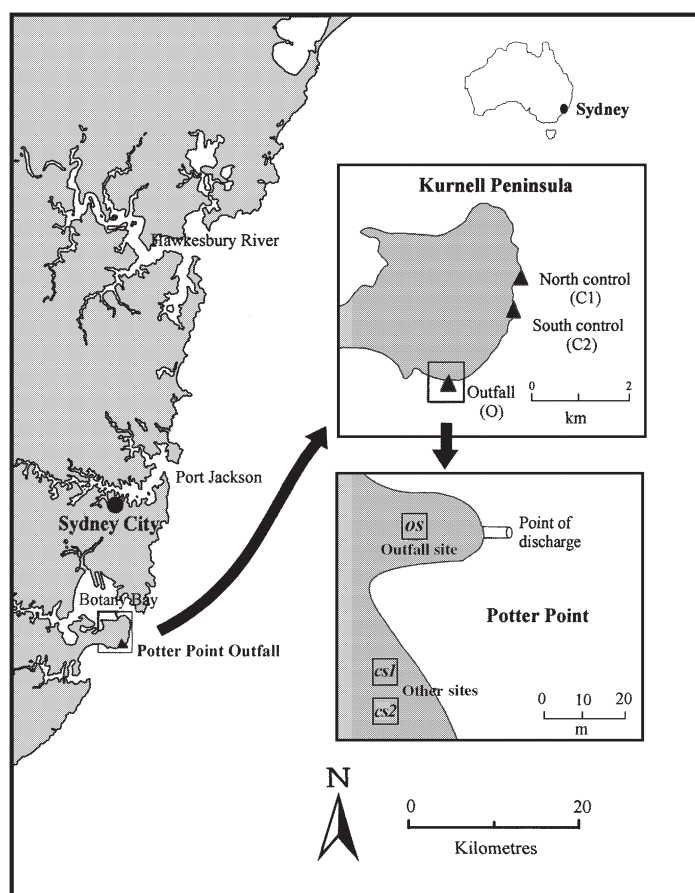 Sydney
Kurnell Peninsula
Hawkesbury River
North control
(C1)
South control
(C2)
Outfall
(O)
0 2
km
Port Jackson
Sydney City
os
Outfall site
Point of
discharge
Botany Bay
Potter Point
Potter Point Outfall
cs1
Other sites
cs2
0 10 20
m
N
0 20
Kilometres